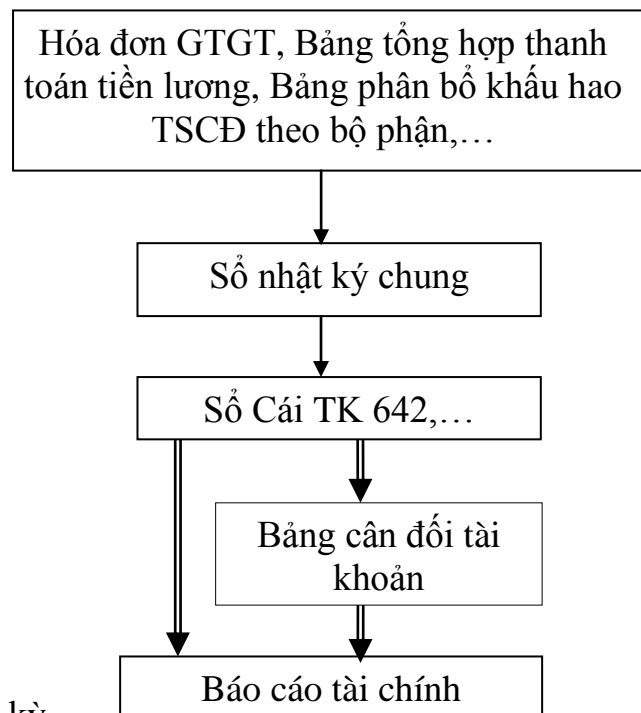 Hóa đơn GTGT, Bảng tổng hợp thanh
toán tiền lương, Bảng phân bổ khấu hao
TSCĐ theo bộ phận,…
Sổ nhật ký chung
Sổ Cái TK 642,…
Bảng cân đối tài
khoản
Báo cáo tài chính